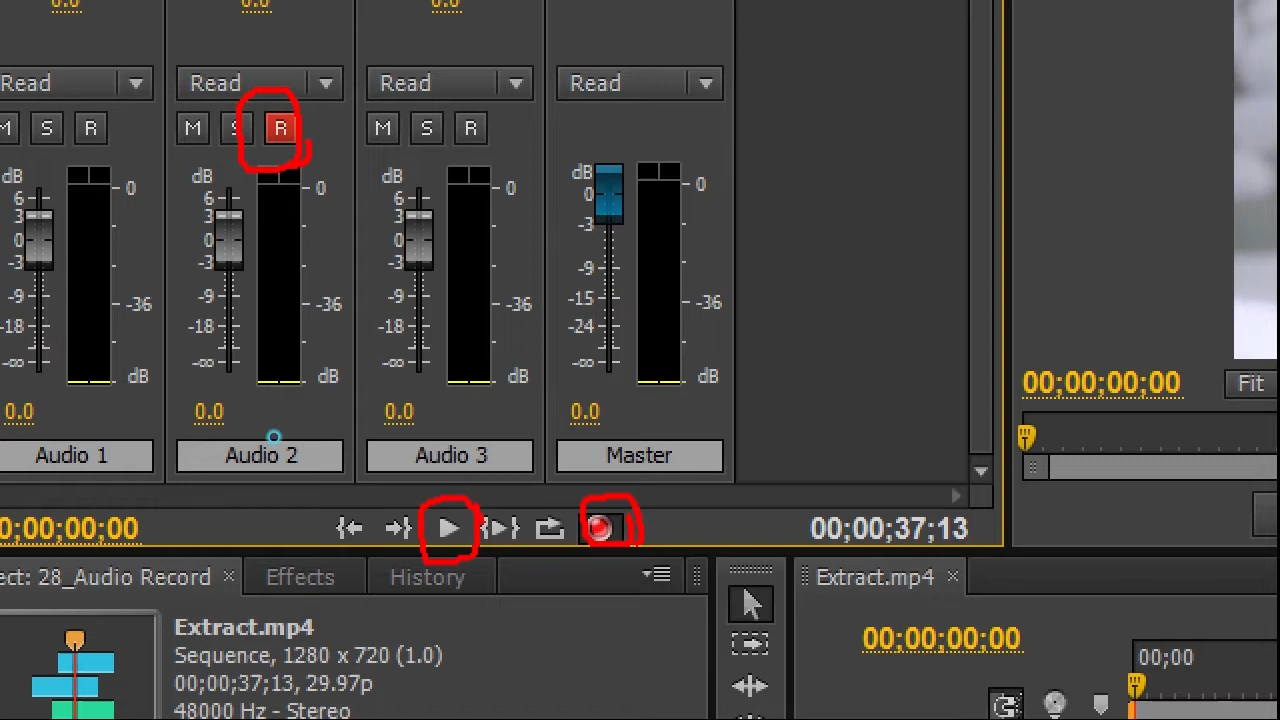 0.0 0.0 0.0
Read Read Read Read
M S R M S R M S R
dB 0 dB 0 dB 0 dB 0
6 6 6 0
3 3 3 -3
0 0 0 -9
-3 -3 -3 -15
-9 -36 -9 -36 -9 -36 -24 -36
-18 -18 -18 -∞
-∞ dB -∞ dB -∞ dB dB
0.0 0.0 0.0 0.0
Audio 1 Audio 2 Audio 3 Master
00;00;00;00 Fit
0;00;00;00 00;00;37;13
ect: 28_Audio Record × Effects History Extract.mp4 ×
Extract.mp4
Sequence, 1280 x 720 (1.0)
00;00;37;13, 29.97p
48000 Hz - Stereo
00;00;00;00
00;00